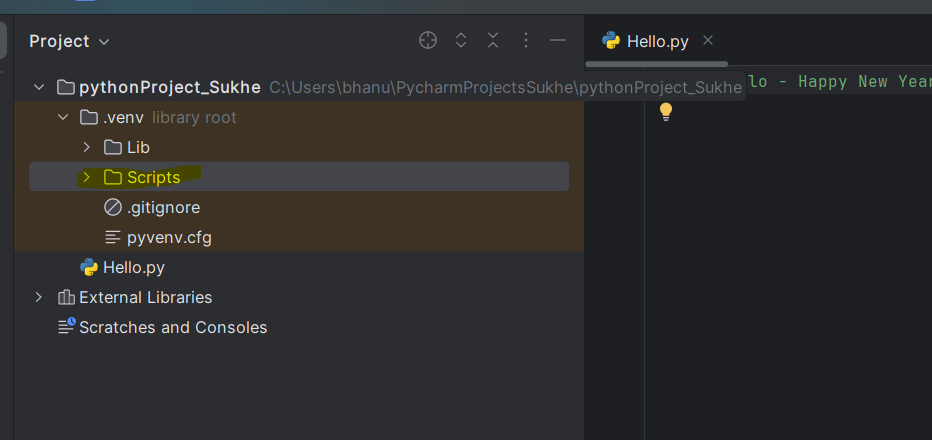 Project
Hello.py
pythonProject_Sukhe C:\Users\bhanu\PycharmProjectsSukhe\pythonProject_Sukhe
lo - Happy New Year
.venv library root
Lib
Scripts
.gitignore
pyvenv.cfg
Hello.py
External Libraries
Scratches and Consoles